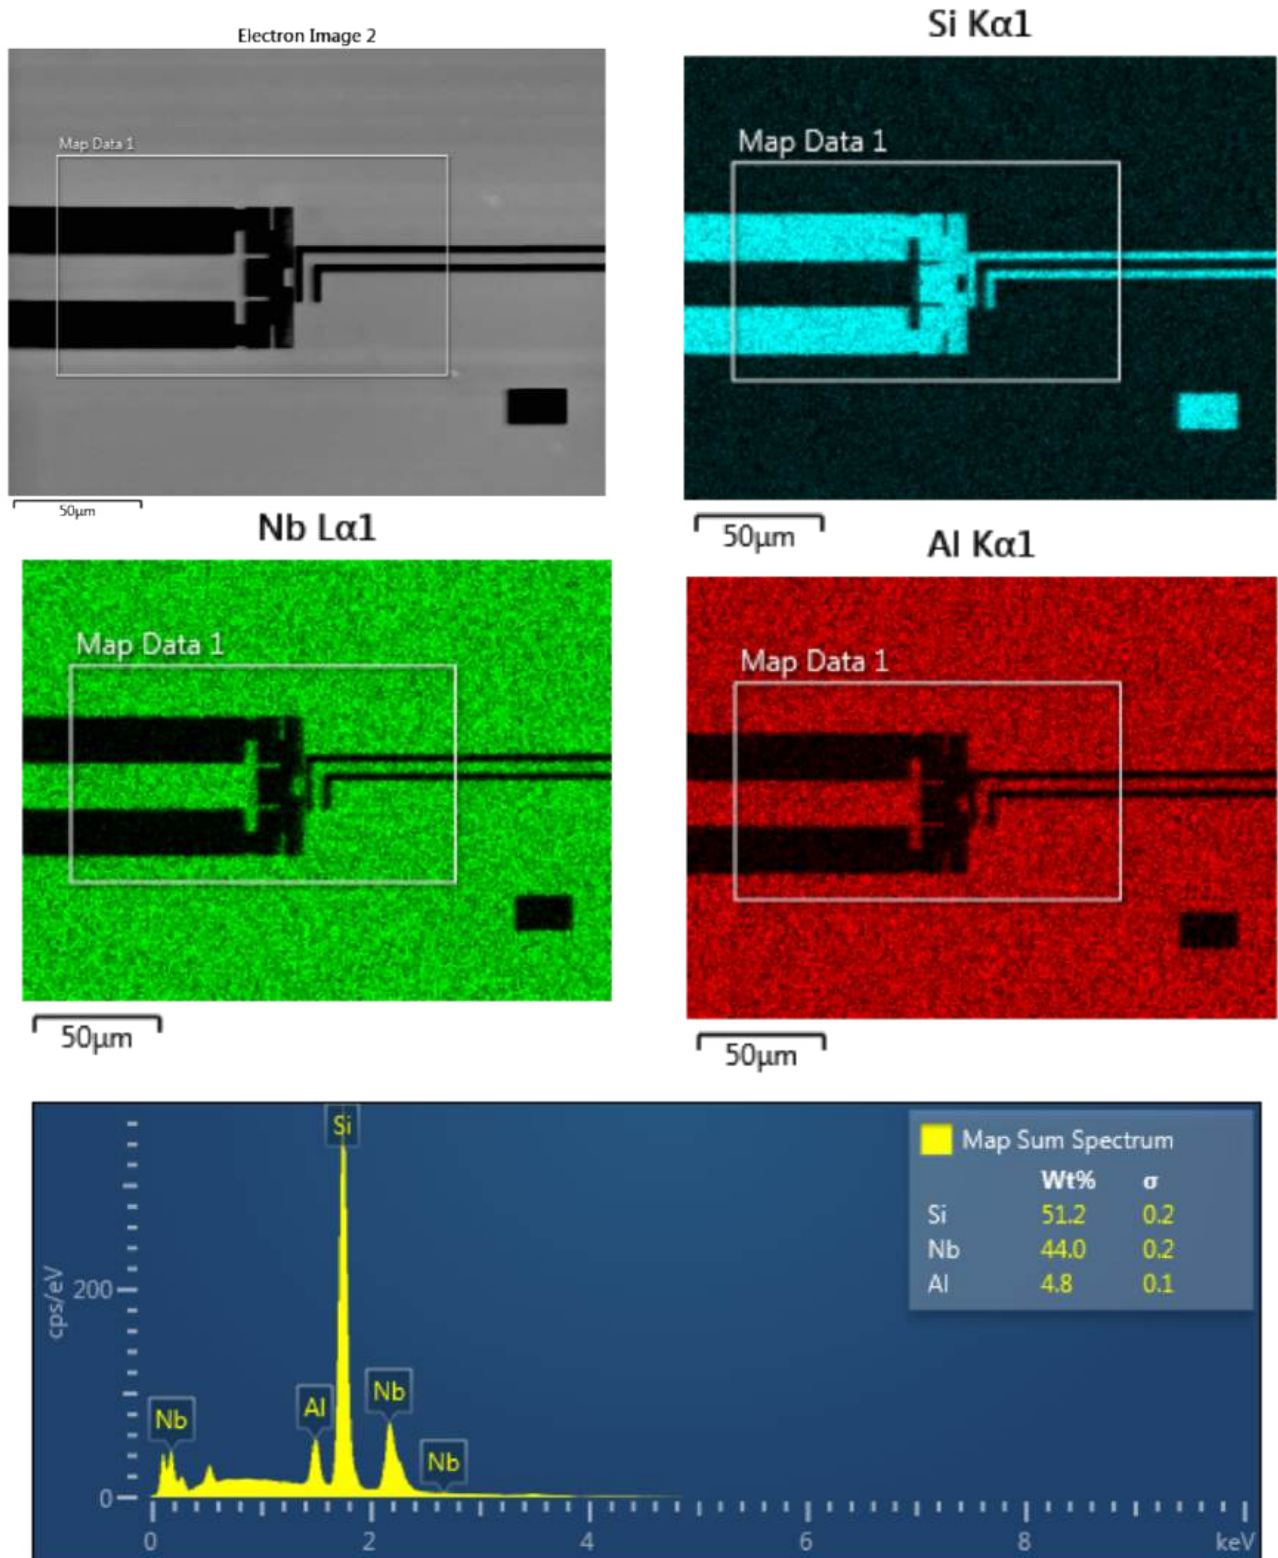 Electron Image 2
Map Data 1
50µm
Si Kα1
Map Data 1
50µm
Nb Lα1
Map Data 1
50µm
Al Kα1
Map Data 1
50µm
Map Sum Spectrum
Wt% σ
Si 51.2 0.2
Nb 44.0 0.2
Al 4.8 0.1
Si
Nb
Al
Nb
Nb
cps/eV
200
0
0 2 4 6 8 keV